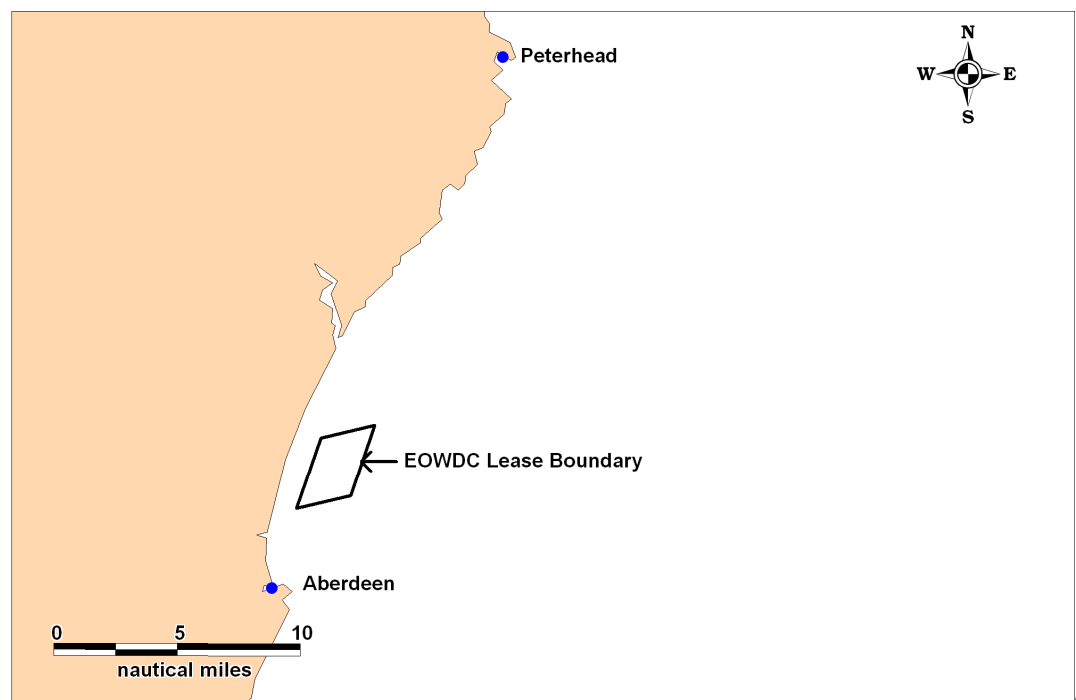 N
Peterhead
W E
S
EOWDC Lease Boundary
Aberdeen
0 5 10
nautical miles